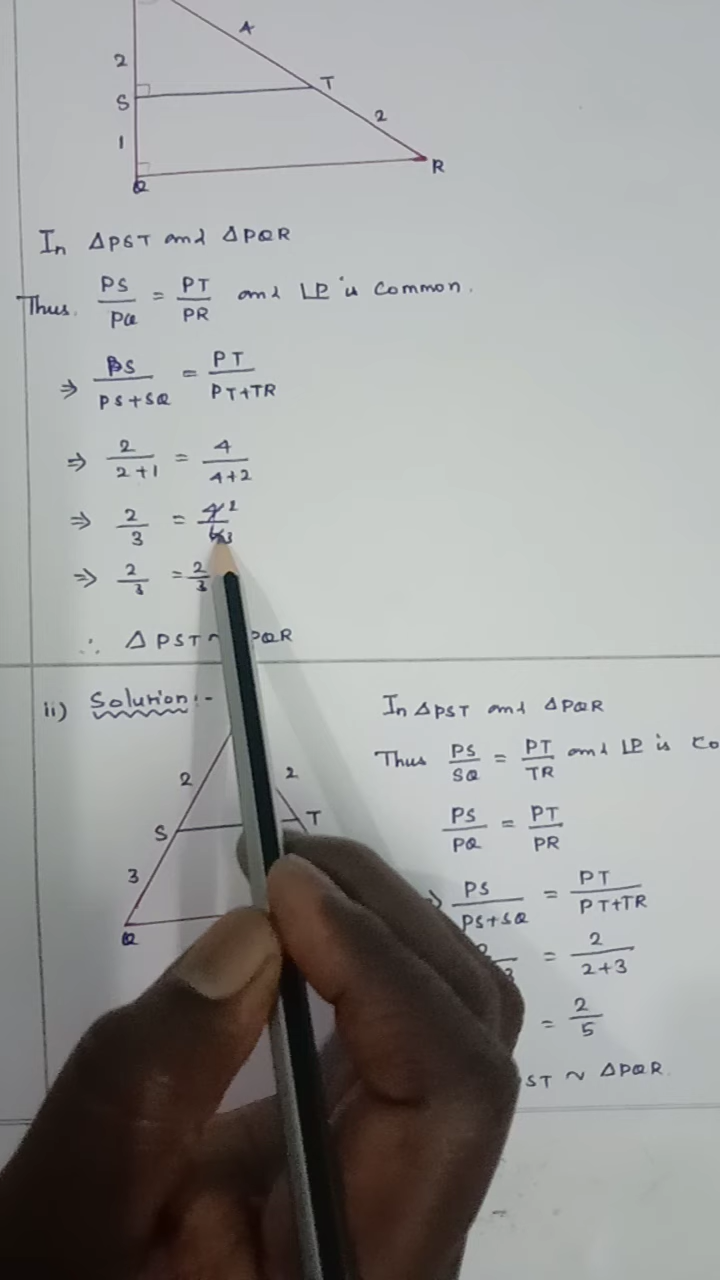 4
2
T
S
2
1
R
Q
In ΔPST and ΔPQR
Thus. PS/PQ = PT/PR and ∠P is common.
⇒ PS/PS+SQ = PT/PT+TR
⇒ 2/2+1 = 4/4+2
⇒ 2/3 = 4 2/6 3
⇒ 2/3 = 2/3
∴ ΔPST ~ PQR
ii) Solution:-
2
2
S
T
3
Q
In ΔPST and ΔPQR
Thus PS/SQ = PT/TR and ∠P is
PS/PQ = PT/PR
PS/PS+SQ = PT/PT+TR
= 2/2+3
= 2/5
ST ~ ΔPQR